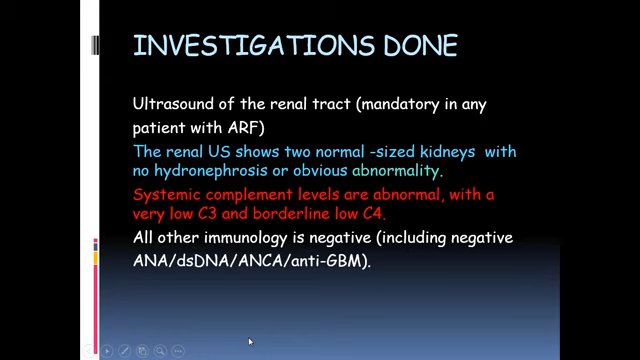 INVESTIGATIONS DONE
Ultrasound of the renal tract (mandatory in any
patient with ARF)
The renal US shows two normal -sized kidneys with
no hydronephrosis or obvious abnormality.
Systemic complement levels are abnormal, with a
very low C3 and borderline low C4.
All other immunology is negative (including negative
ANA/dsDNA/ANCA/anti-GBM).